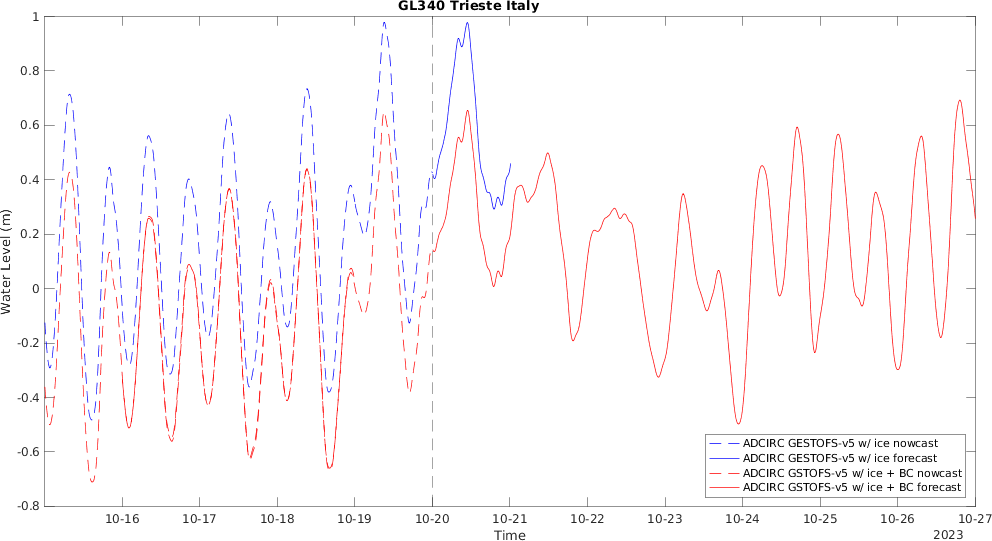 GL340 Trieste Italy
Water Level (m)
1
0.8
0.6
0.4
0.2
0
-0.2
-0.4
-0.6
-0.8
ADCIRC GESTOFS-v5 w/ ice nowcast
ADCIRC GESTOFS-v5 w/ ice forecast
ADCIRC GSTOFS-v5 w/ ice + BC nowcast
ADCIRC GSTOFS-v5 w/ ice + BC forecast
10-16 10-17 10-18 10-19 10-20 10-21 10-22 10-23 10-24 10-25 10-26 10-27
Time
2023